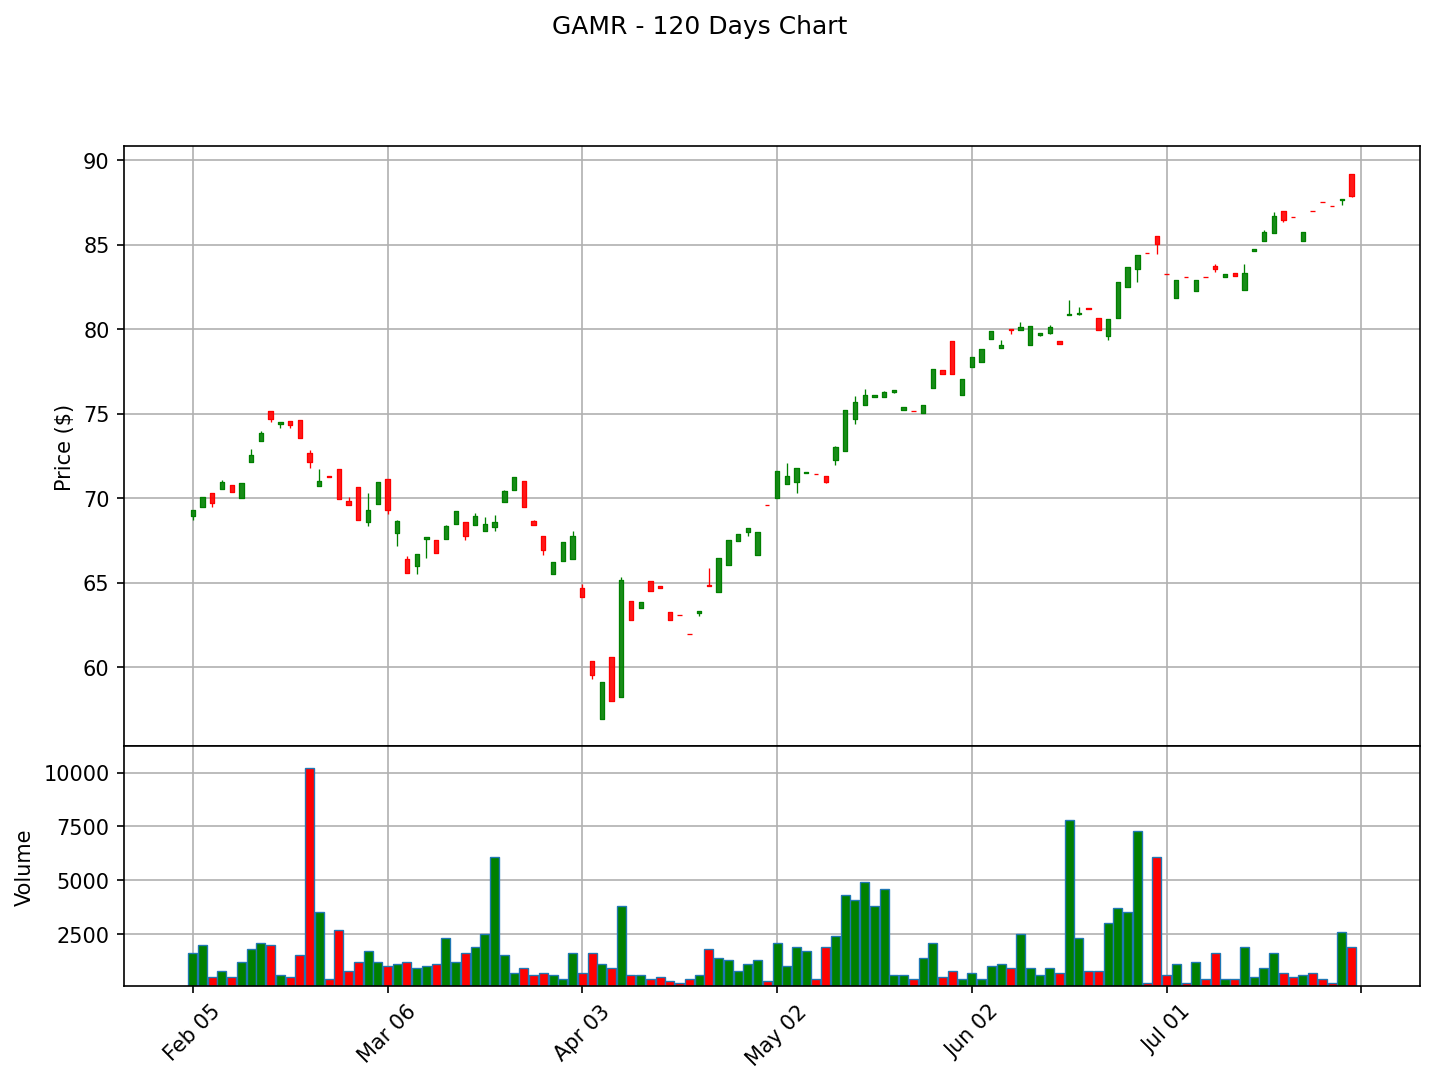 GAMR - 120 Days Chart
90
85
80
75
70
65
60
Price ($)
10000
7500
5000
2500
Volume
Feb 05
Mar 06
Apr 03
May 02
Jun 02
Jul 01